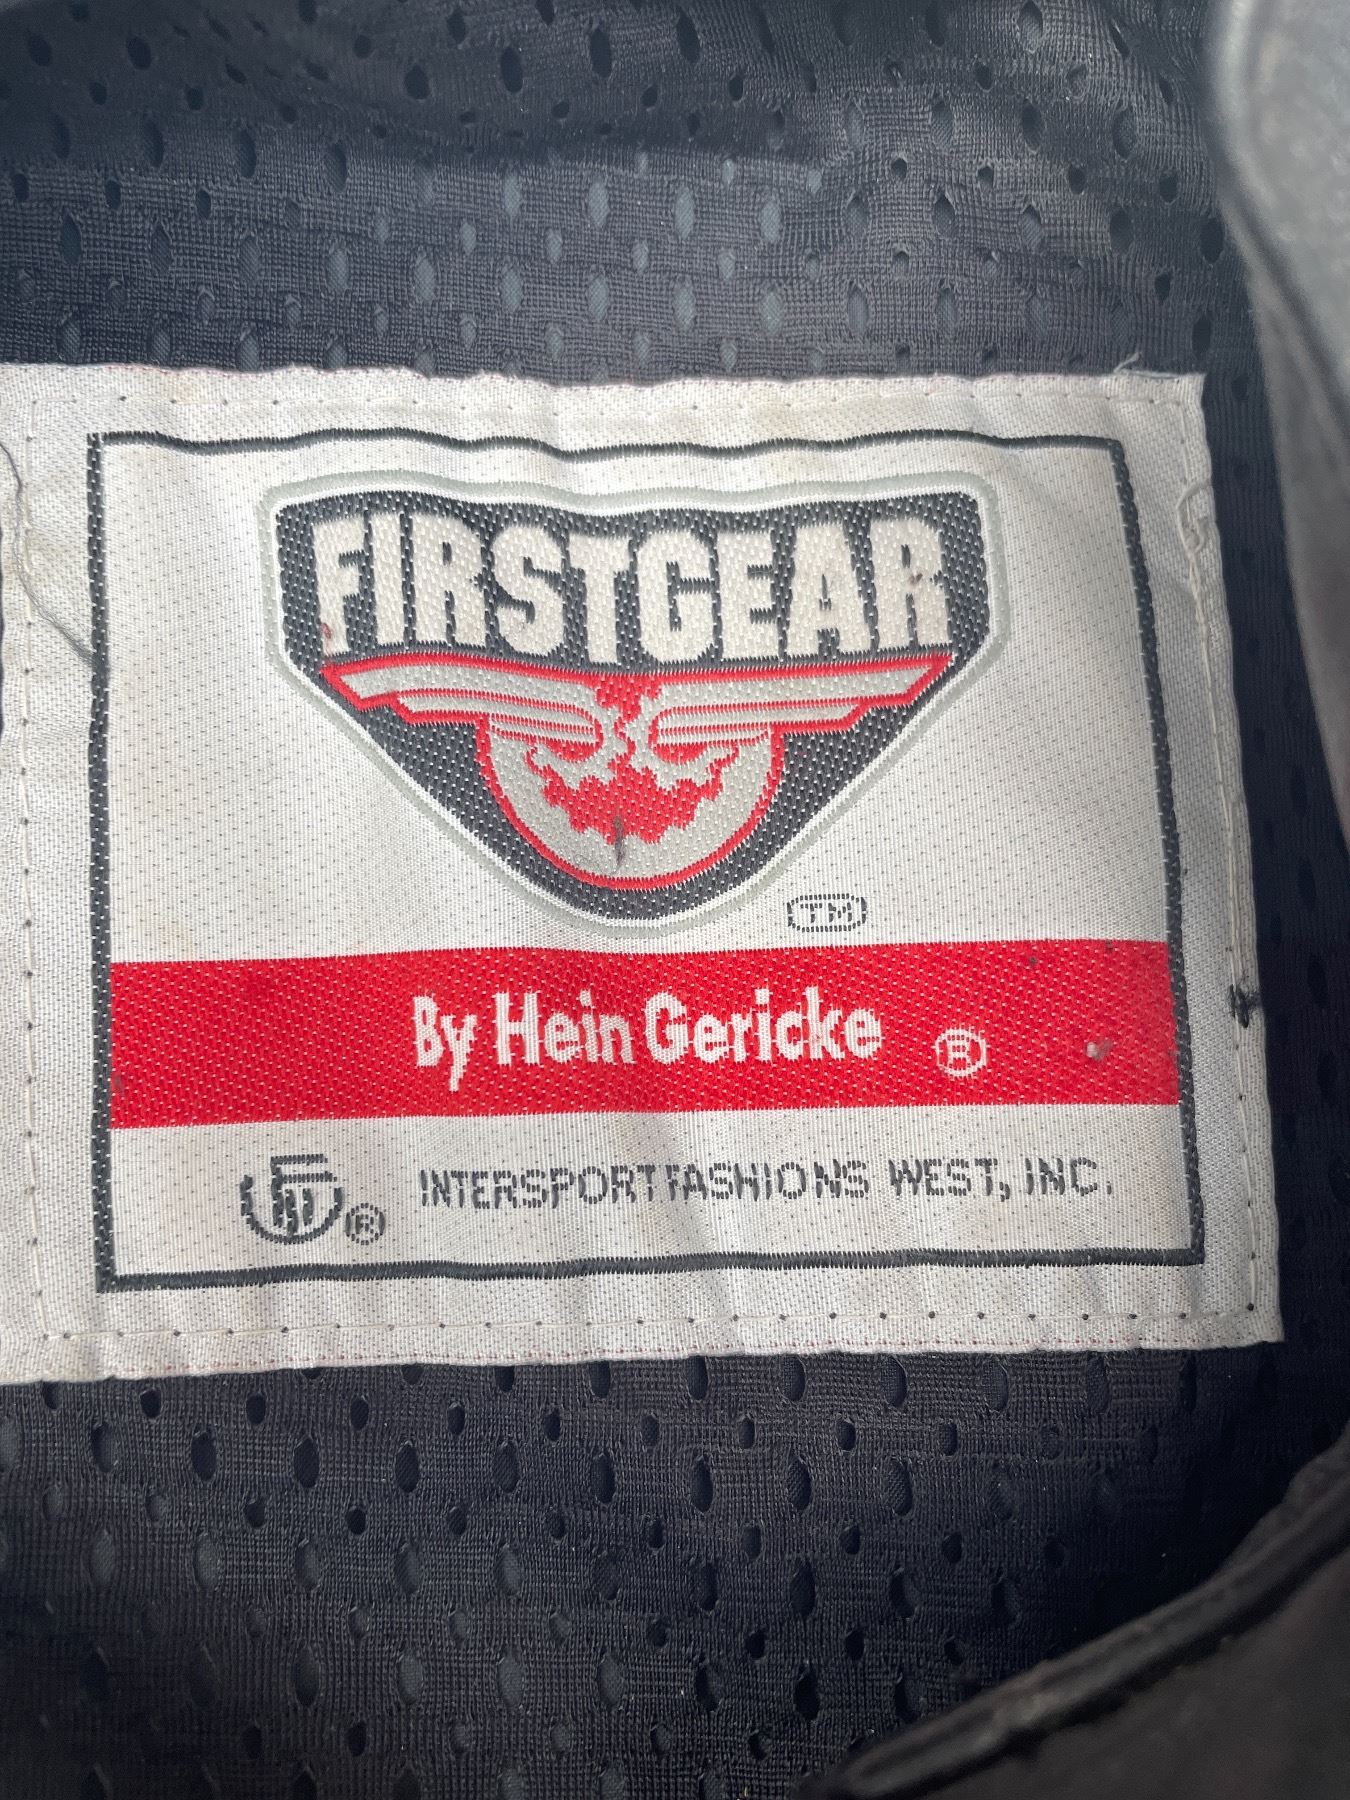 FIRSTGEAR
TM
By Hein Gericke ®
® INTERSPORT FASHIONS WEST, INC.